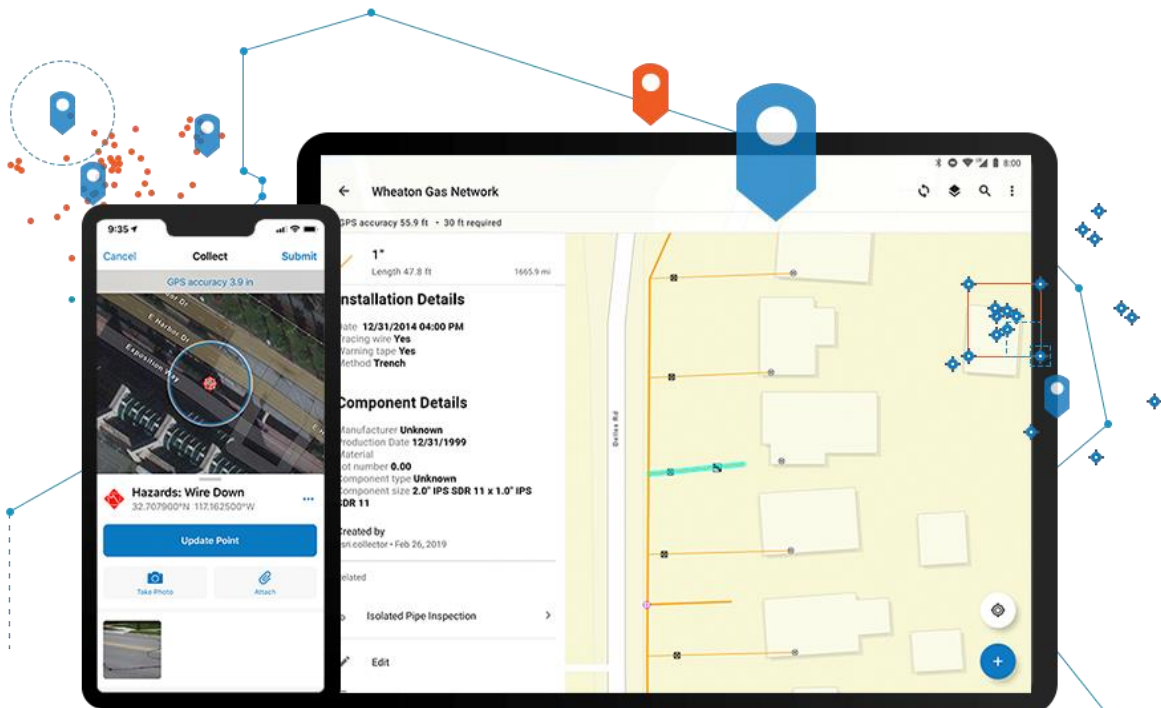 8:00
Wheaton Gas Network
GPS accuracy 55.9 ft • 30 ft required
1"
Length 47.8 ft
1665.9 mi
Installation Details
Date 12/31/2014 04:00 PM
Tracing wire Yes
Warning tape Yes
Method Trench
Component Details
Manufacturer Unknown
Production Date 12/31/1999
Material
Lot number 0.00
Component type Unknown
Component size 2.0" IPS SDR 11 x 1.0" IPS
SDR 11
Created by
esri.collector • Feb 26, 2019
Related
Isolated Pipe Inspection
Edit
9:35
Cancel
Collect
Submit
GPS accuracy 3.9 in
E Harbor Dr
Exposition Way
Hazards: Wire Down
32.707900°N 117.162500°W
Update Point
Take Photo
Attach